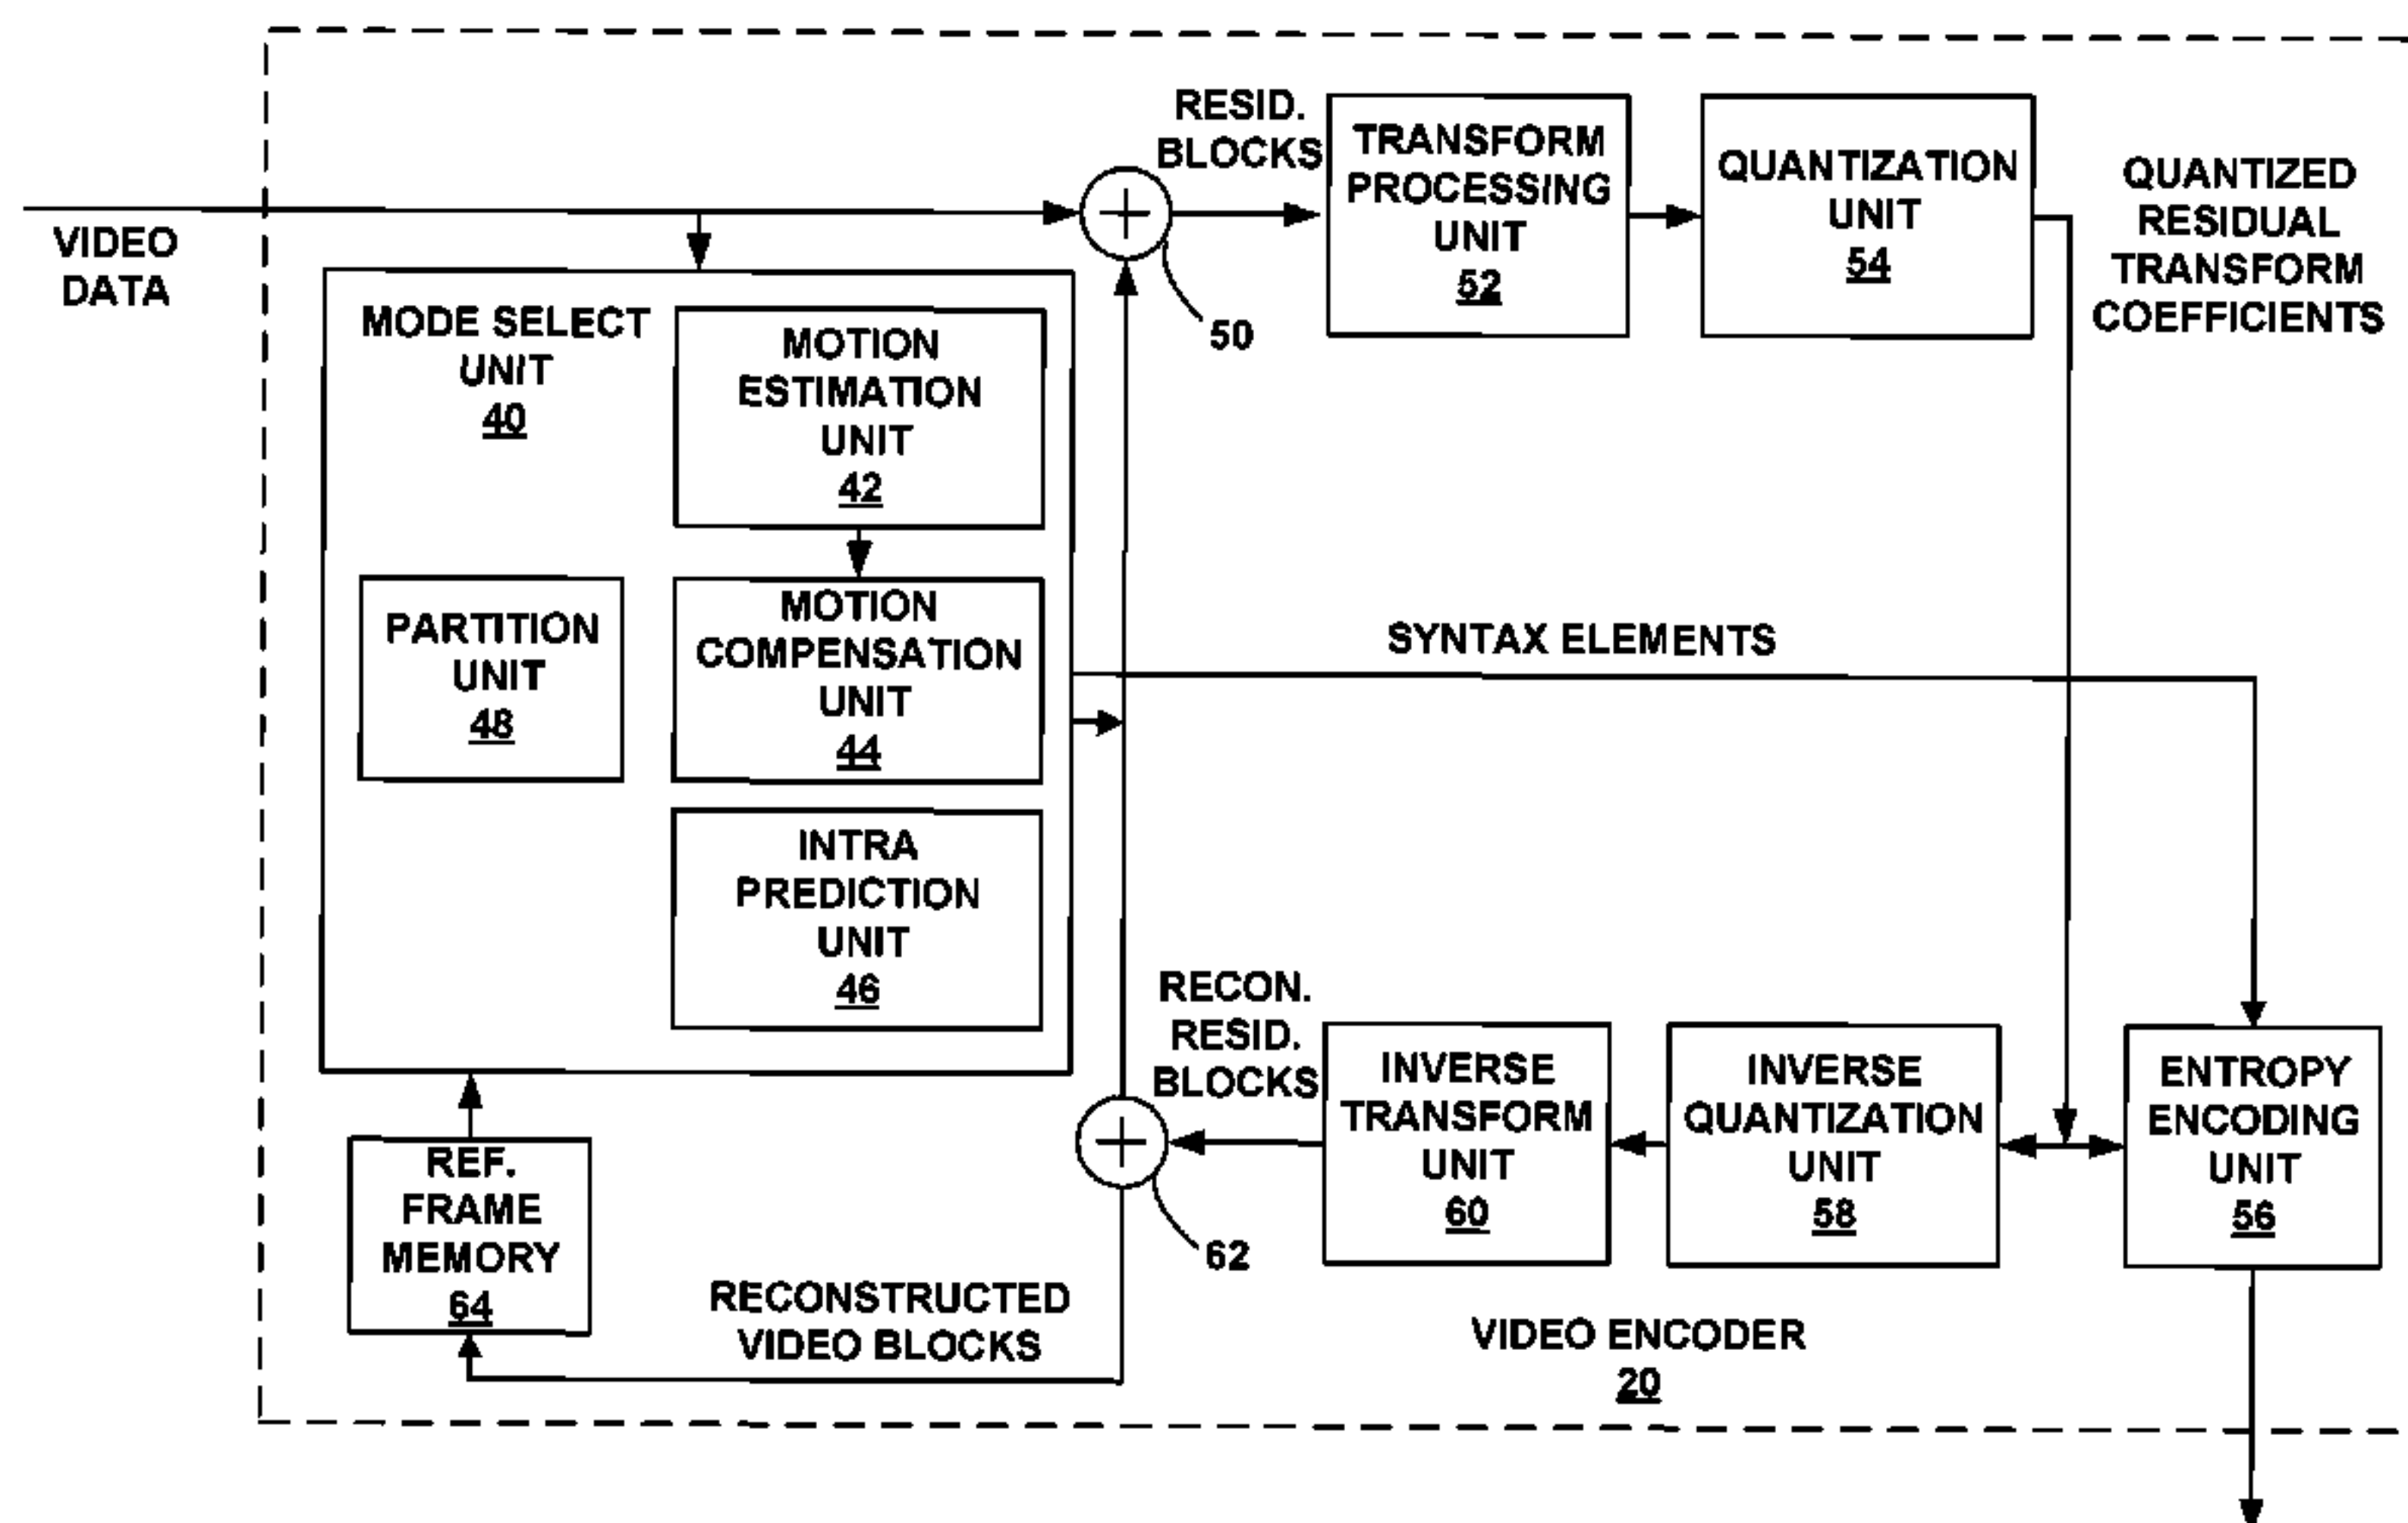 VIDEO
DATA
RESID.
BLOCKS
50
TRANSFORM
PROCESSING
UNIT
52
QUANTIZATION
UNIT
54
QUANTIZED
RESIDUAL
TRANSFORM
COEFFICIENTS
MODE SELECT
UNIT
40
MOTION
ESTIMATION
UNIT
42
PARTITION
UNIT
48
MOTION
COMPENSATION
UNIT
44
INTRA
PREDICTION
UNIT
46
SYNTAX ELEMENTS
RECON.
RESID.
BLOCKS
62
INVERSE
TRANSFORM
UNIT
60
INVERSE
QUANTIZATION
UNIT
58
ENTROPY
ENCODING
UNIT
56
REF.
FRAME
MEMORY
64
RECONSTRUCTED
VIDEO BLOCKS
VIDEO ENCODER
20